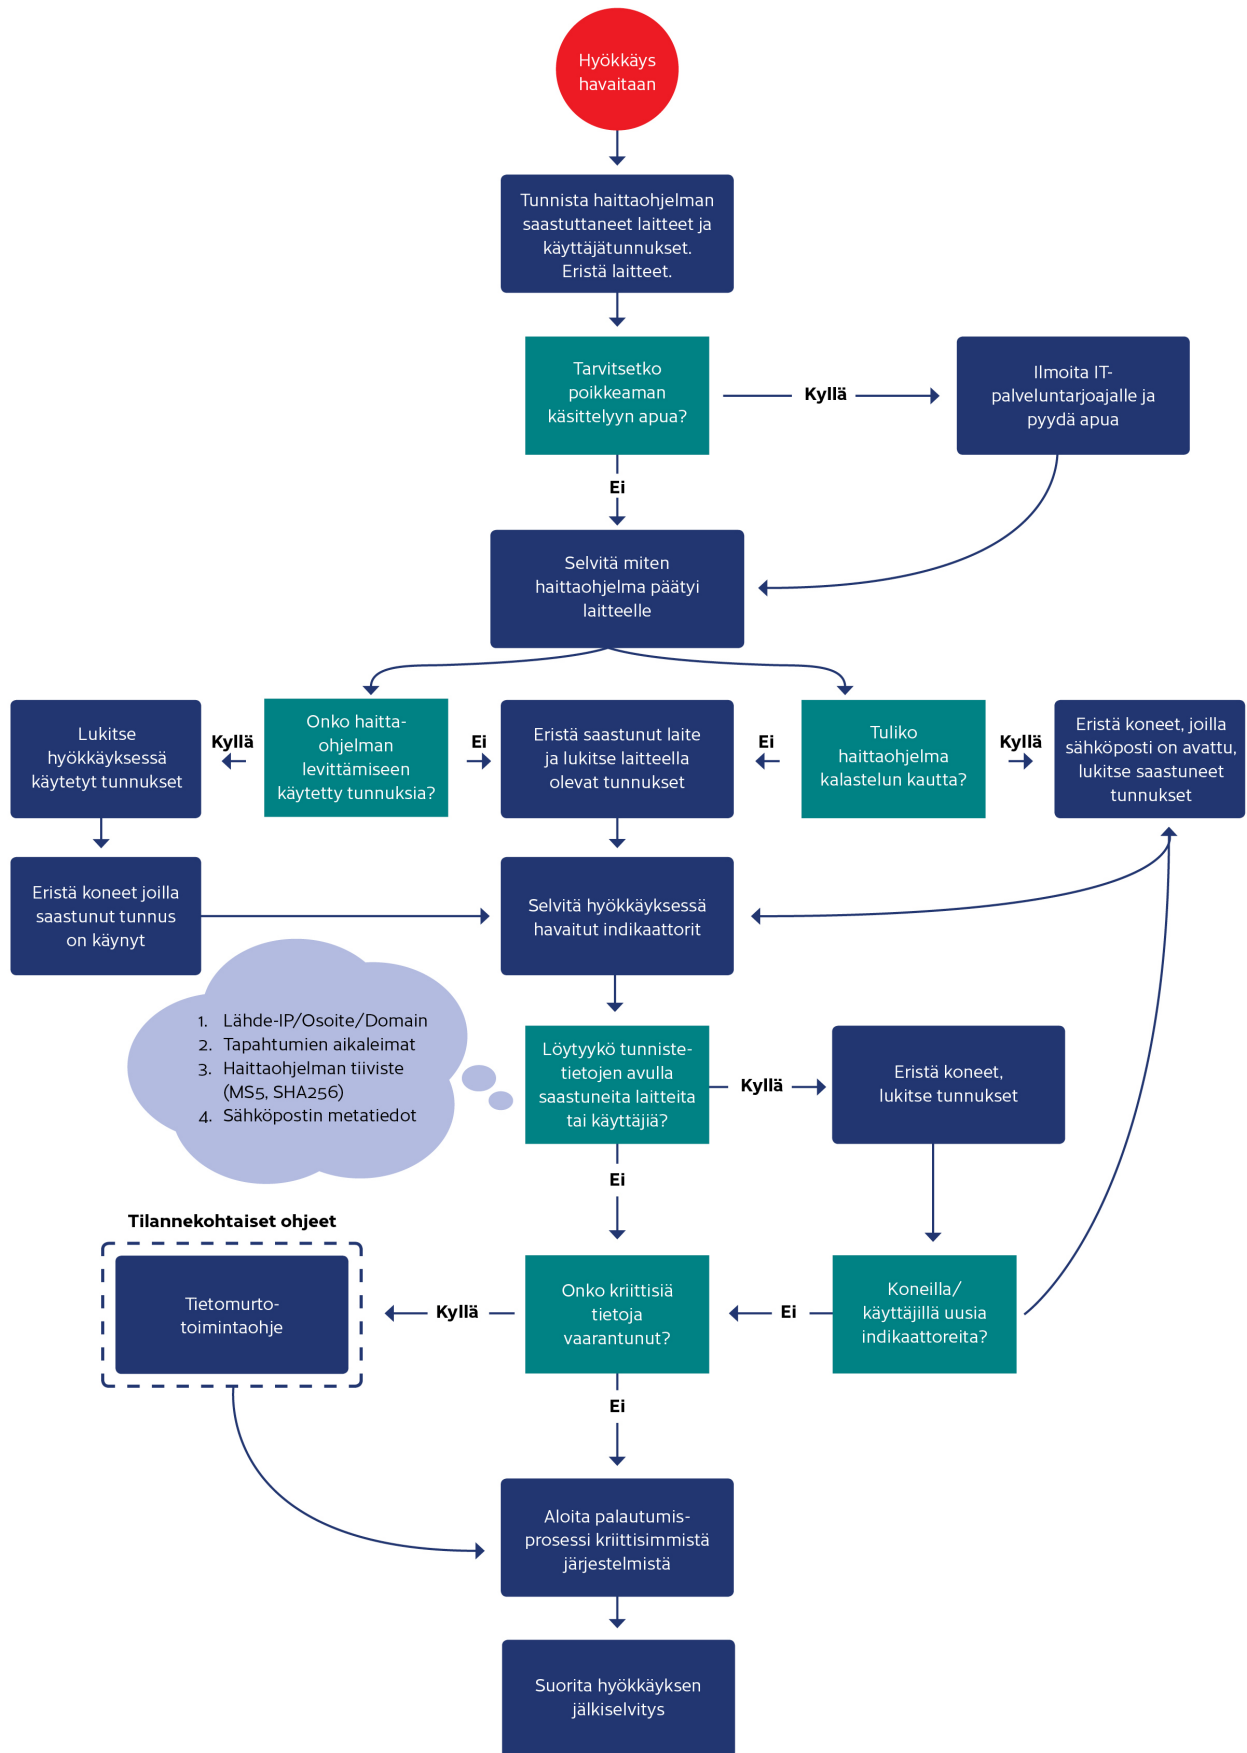 Hyökkäys
havaitaan
Tunnista haittaohjelman
saastuttaneet laitteet ja
käyttäjätunnukset.
Eristä laitteet.
Tarvitsetko
poikkeaman
käsittelyyn apua?
Kyllä
Ilmoita IT-
palveluntarjoajalle ja
pyydä apua
Ei
Selvitä miten
haittaohjelma päätyi
laitteelle
Lukitse
hyökkäyksessä
käytetyt tunnukset
Kyllä
Onko haitta-
ohjelman
levittämiseen
käytetty tunnuksia?
Ei
Eristä saastunut laite
ja lukitse laitteella
olevat tunnukset
Ei
Tuliko
haittaohjelma
kalastelun kautta?
Kyllä
Eristä koneet, joilla
sähköposti on avattu,
lukitse saastuneet
tunnukset
Eristä koneet joilla
saastunut tunnus
on käynyt
Selvitä hyökkäyksessä
havaitut indikaattorit
1. Lähde-IP/Osoite/Domain
2. Tapahtumien aikaleimat
3. Haittaohjelman tiiviste
(MS5, SHA256)
4. Sähköpostin metatiedot
Löytyykö tunniste-
tietojen avulla
saastuneita laitteita
tai käyttäjiä?
Kyllä
Eristä koneet,
lukitse tunnukset
Ei
Tilannekohtaiset ohjeet
Tietomurto-
toimintaohje
Kyllä
Onko kriittisiä
tietoja
vaarantunut?
Ei
Koneilla/
käyttäjillä uusia
indikaattoreita?
Ei
Aloita palautumis-
prosessi kriittisimmistä
järjestelmistä
Suorita hyökkäyksen
jälkiselvitys